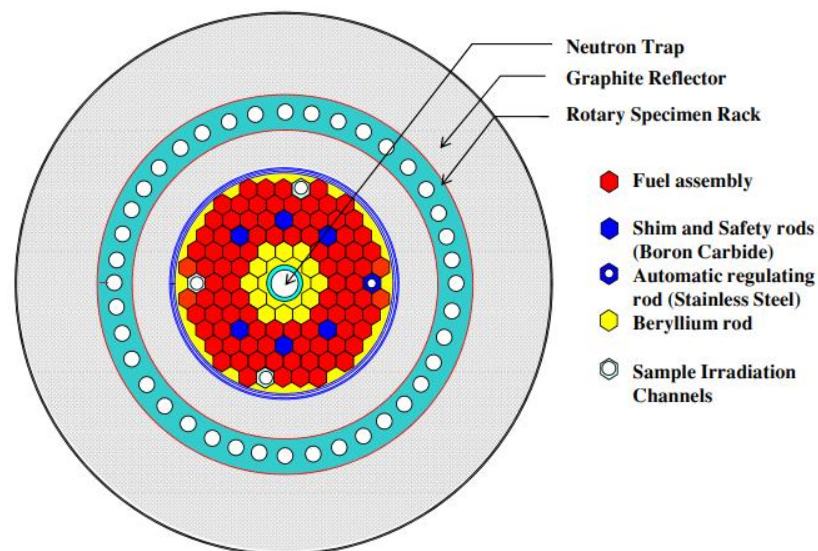 Neutron Trap
Graphite Reflector
Rotary Specimen Rack
Fuel assembly
Shim and Safety rods
(Boron Carbide)
Automatic regulating
rod (Stainless Steel)
Beryllium rod
Sample Irradiation
Channels